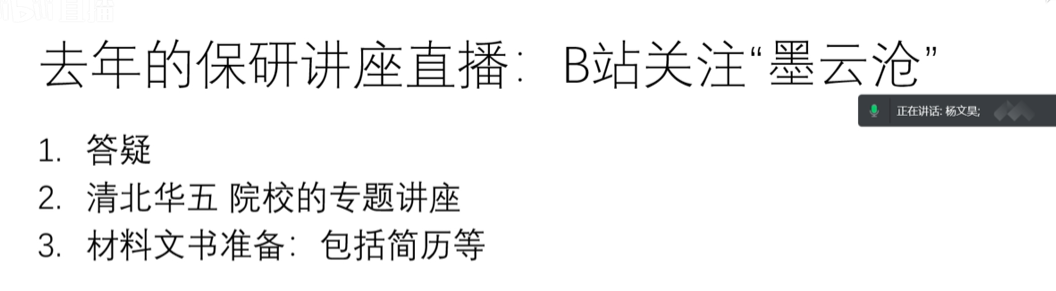 去年的保研讲座直播：B站关注“墨云沧”
正在讲话: 杨文昊;
1. 答疑
2. 清北华五 院校的专题讲座
3. 材料文书准备：包括简历等